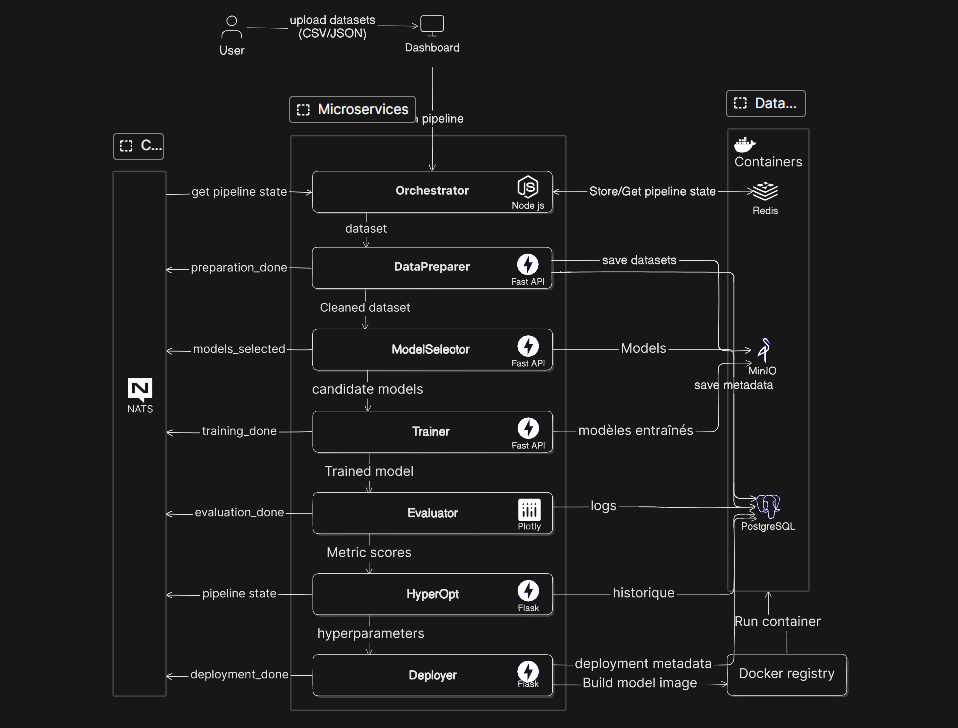 upload datasets
(CSV/JSON)
User
Dashboard
Microservices
Data...
pipeline
C...
Containers
get pipeline state
Orchestrator
Node js
Store/Get pipeline state
Redis
dataset
preparation_done
DataPreparer
Fast API
save datasets
Cleaned dataset
models_selected
ModelSelector
Fast API
Models
MinIO
save metadata
candidate models
NATS
training_done
Trainer
Fast API
modèles entraînés
Trained model
evaluation_done
Evaluator
Plotly
logs
PostgreSQL
Metric scores
pipeline state
HyperOpt
Flask
historique
Run container
hyperparameters
deployment_done
Deployer
Flask
deployment metadata
Build model image
Docker registry